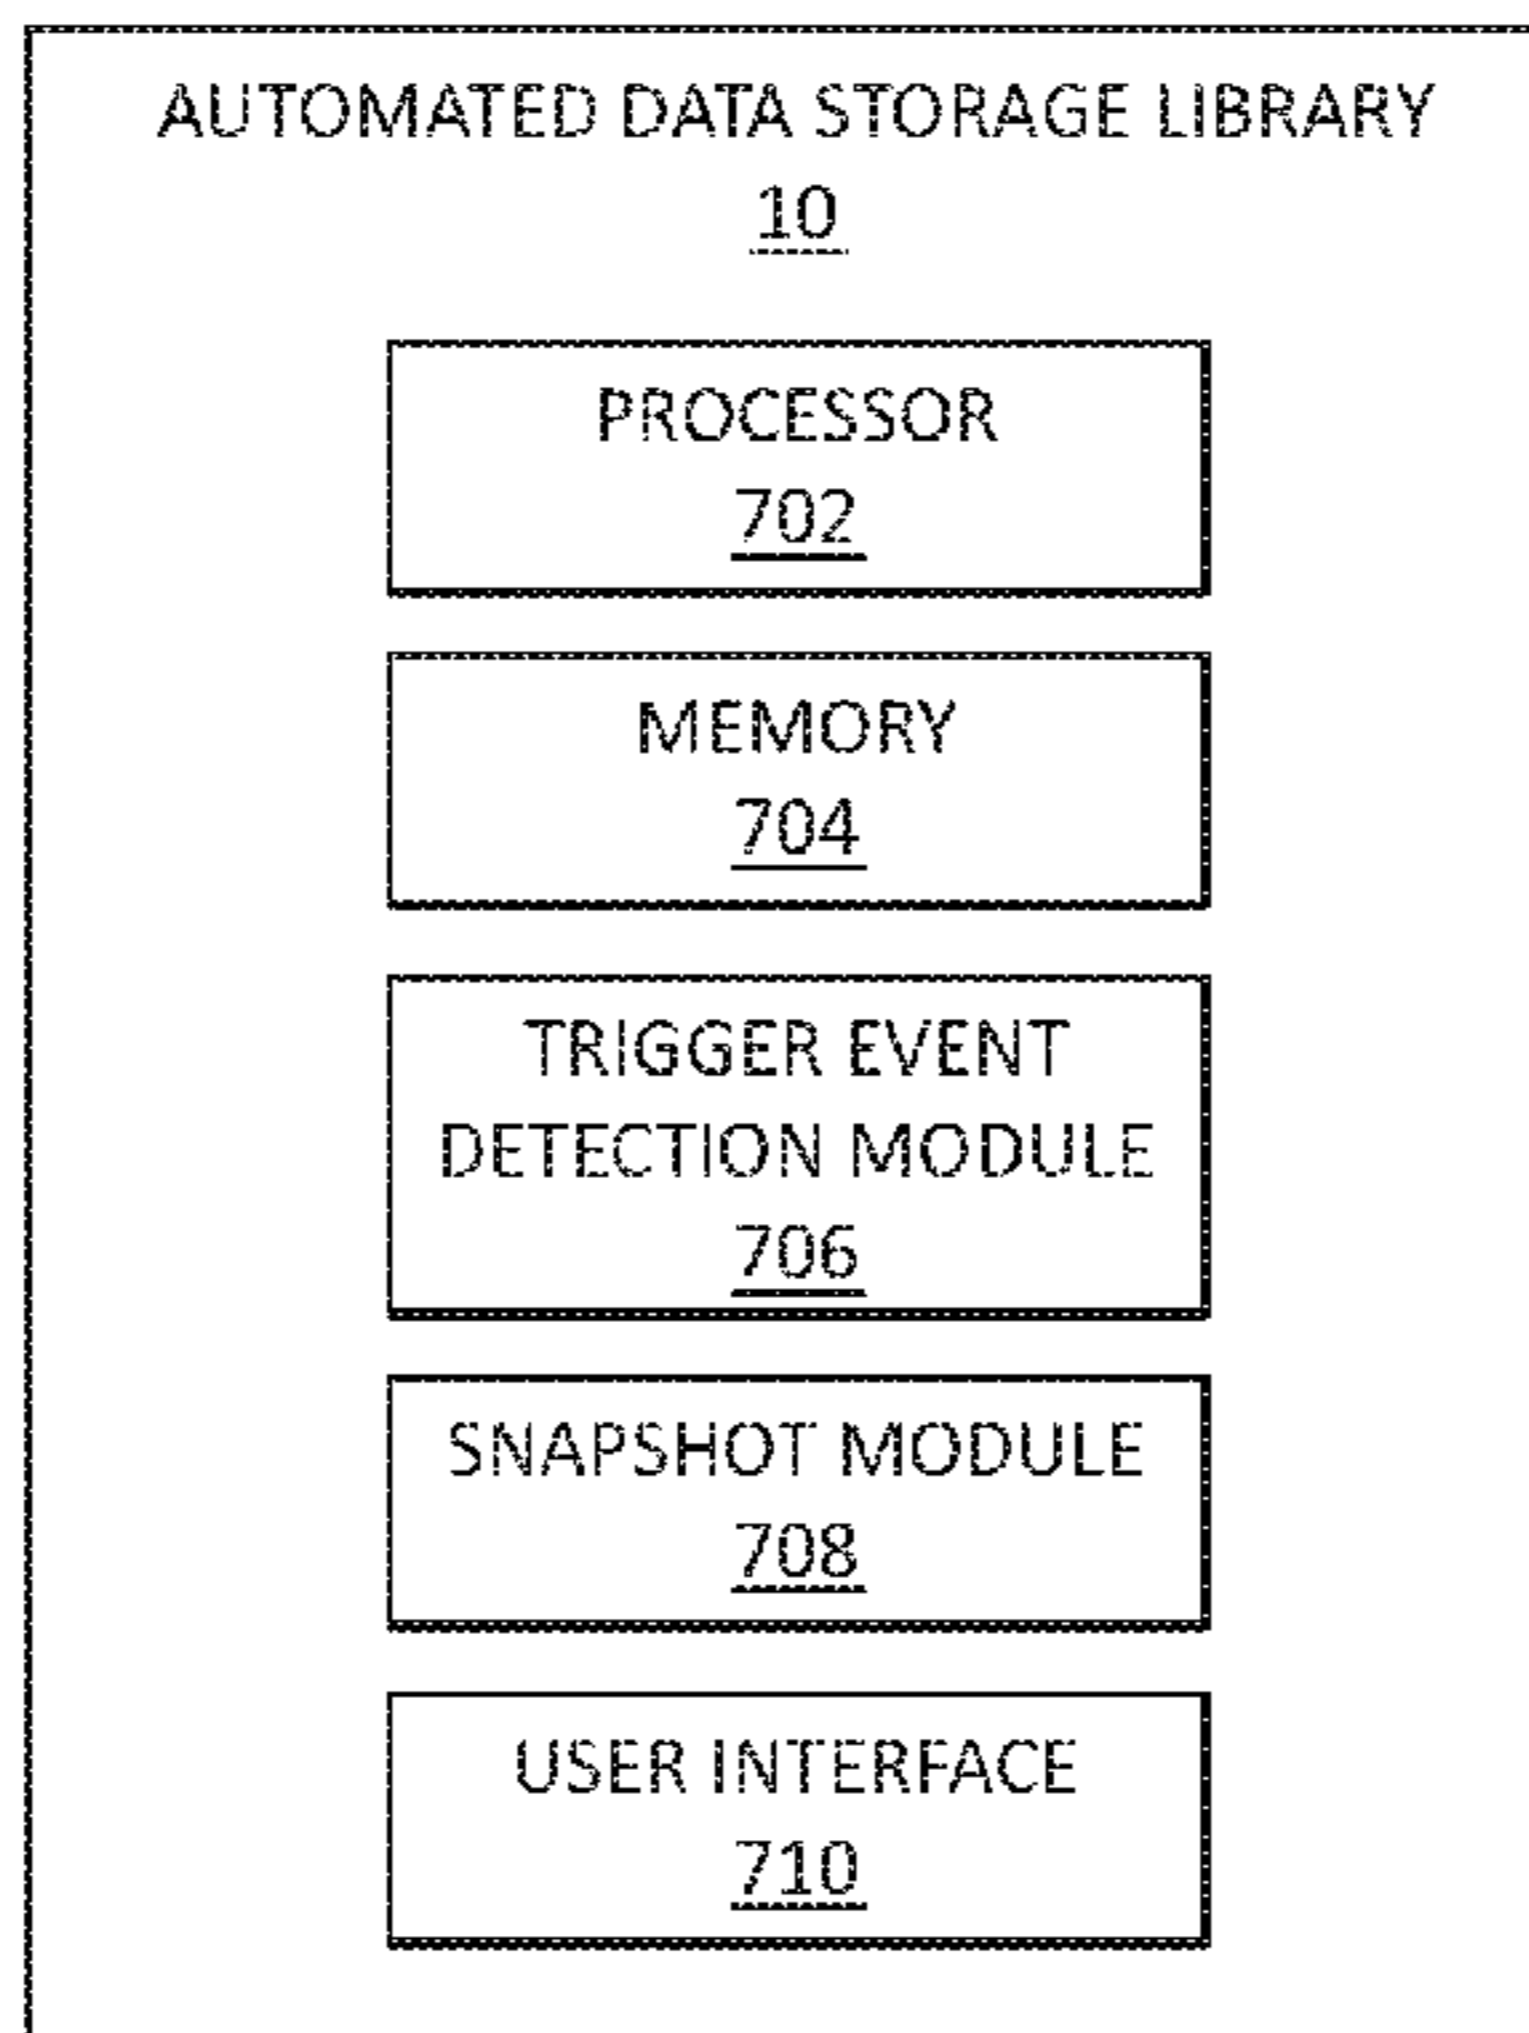 AUTOMATED DATA STORAGE LIBRARY
10
PROCESSOR
702
MEMORY
704
TRIGGER EVENT
DETECTION MODULE
706
SNAPSHOT MODULE
708
USER INTERFACE
710